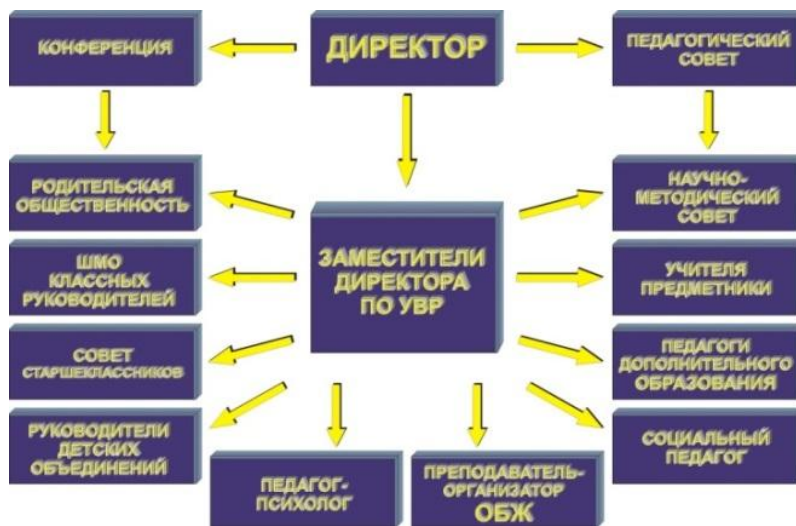 КОНФЕРЕНЦИЯ
ДИРЕКТОР
ПЕДАГОГИЧЕСКИЙ
СОВЕТ
РОДИТЕЛЬСКАЯ
ОБЩЕСТВЕННОСТЬ
НАУЧНО-
МЕТОДИЧЕСКИЙ
СОВЕТ
ЗАМЕСТИТЕЛИ
ДИРЕКТОРА
ПО УВР
ШМО
КЛАССНЫХ
РУКОВОДИТЕЛЕЙ
УЧИТЕЛЯ
ПРЕДМЕТНИКИ
СОВЕТ
СТАРШЕКЛАССНИКОВ
ПЕДАГОГИ
ДОПОЛНИТЕЛЬНОГО
ОБРАЗОВАНИЯ
РУКОВОДИТЕЛИ
ДЕТСКИХ
ОБЪЕДИНЕНИЙ
СОЦИАЛЬНЫЙ
ПЕДАГОГ
ПЕДАГОГ-
ПСИХОЛОГ
ПРЕПОДАВАТЕЛЬ-
ОРГАНИЗАТОР
ОБЖ